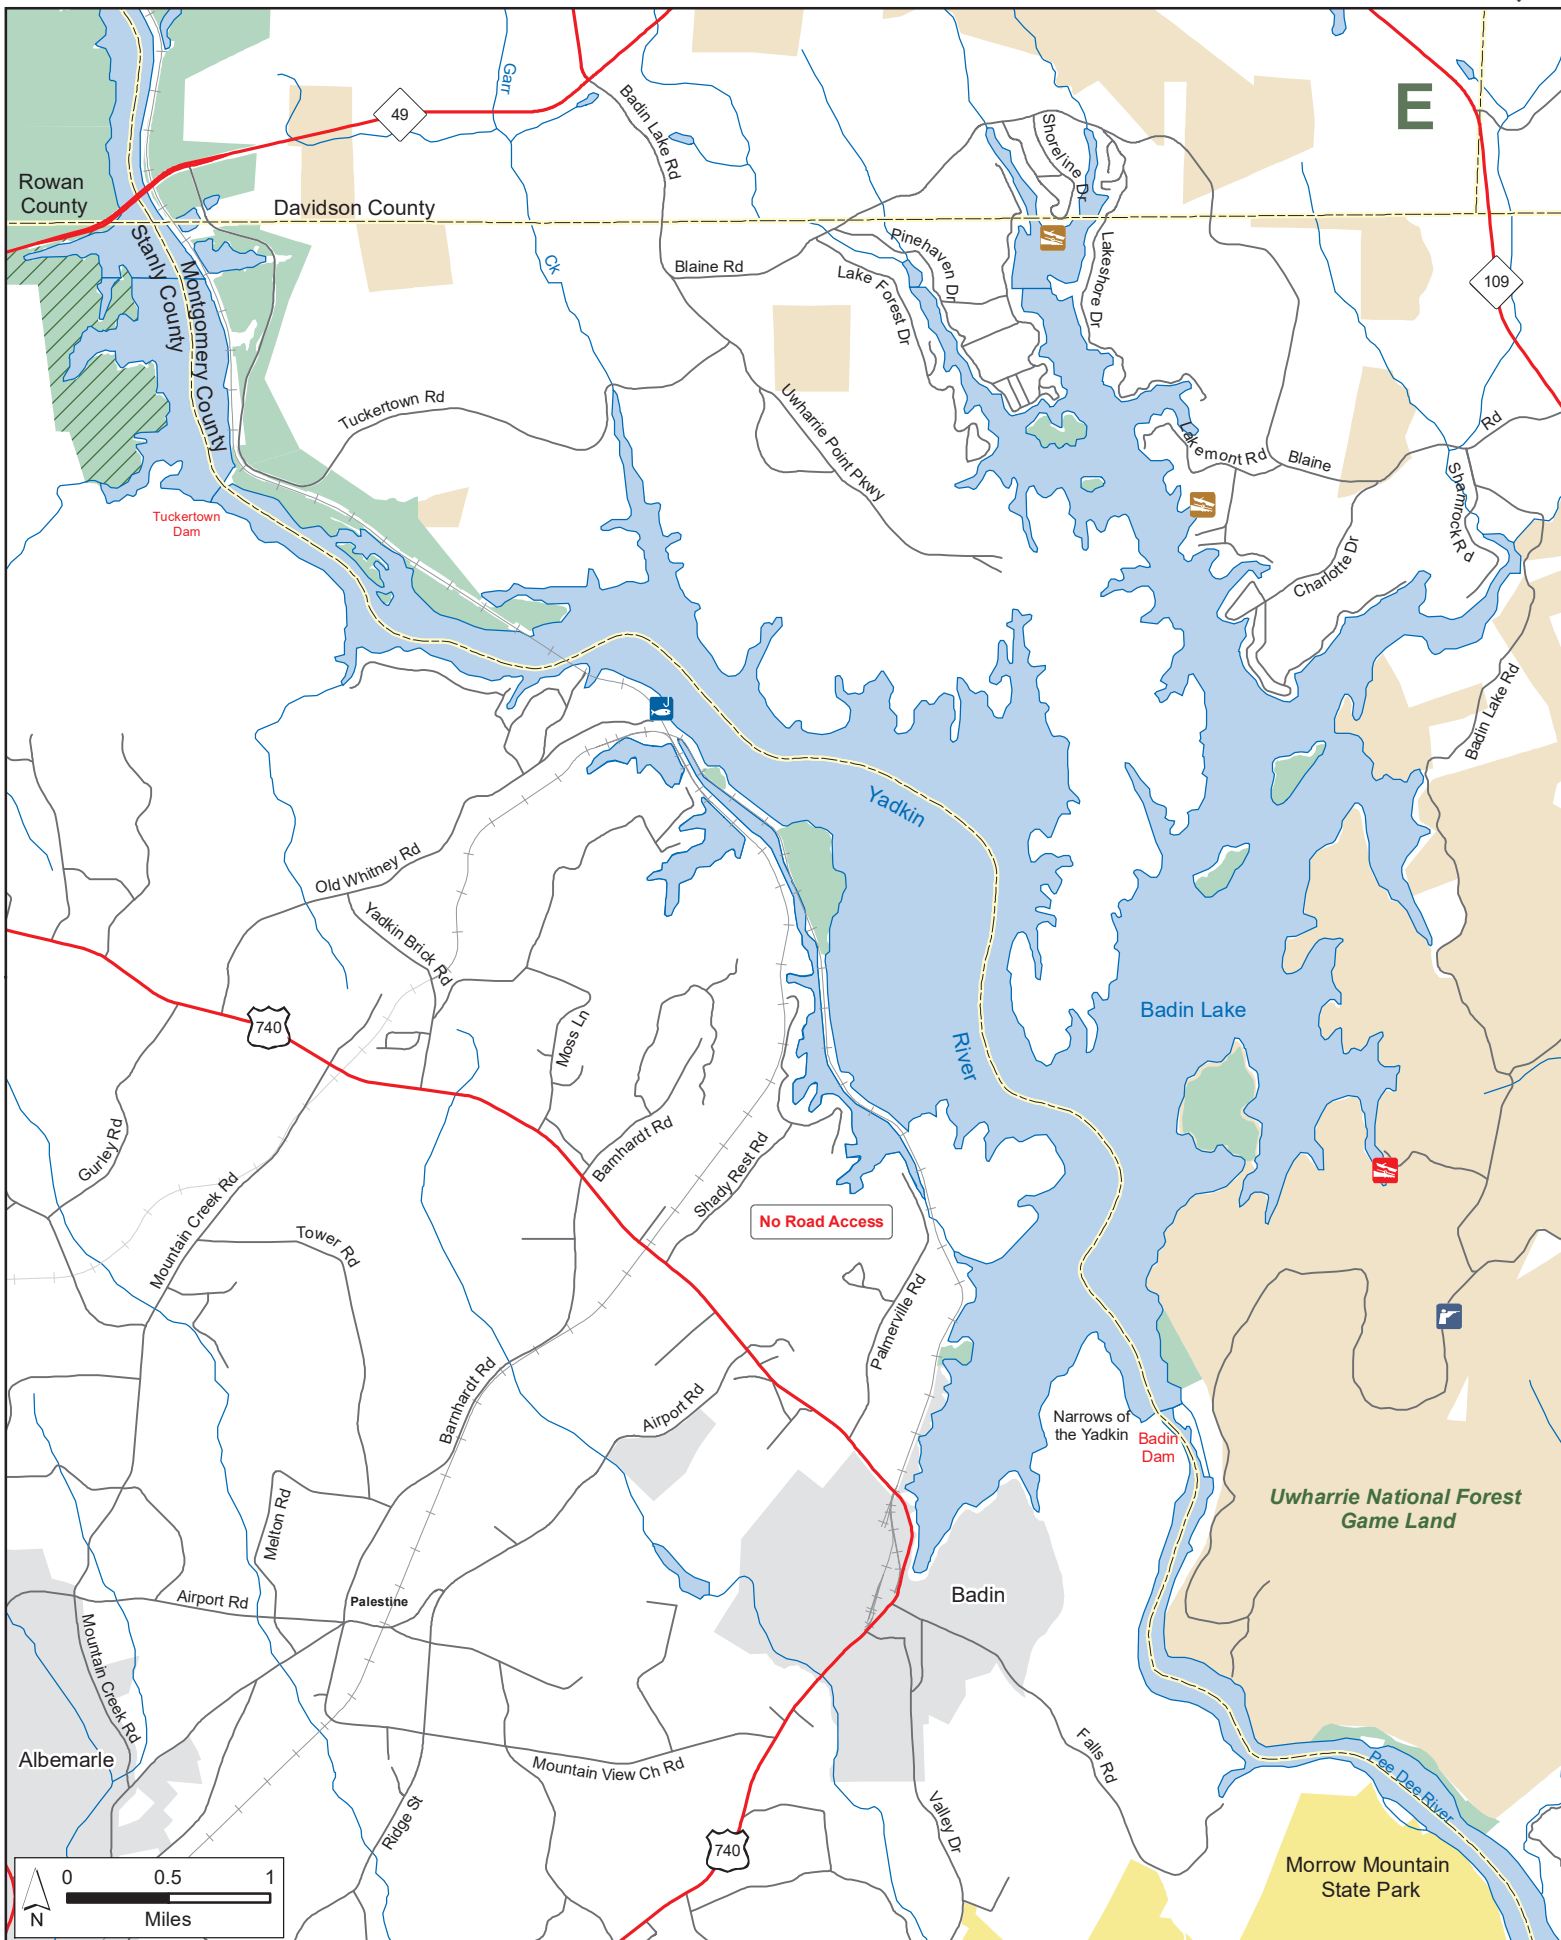 E
49
Garr
Badin Lake Rd
Shoreline Dr
Rowan
County
Davidson County
Stanly County
Montgomery County
Ck
Blaine Rd
Pinehaven Dr
Lake Forest Dr
Lakeshore Dr
109
Tuckertown Rd
Uwharrie Point Pkwy
Lakemont Rd
Blaine
Rd
Shamrock Rd
Tuckertown
Dam
Charlotte Dr
Badin Lake Rd
Yadkin
Old Whitney Rd
Yadkin Brick Rd
740
Moss Ln
River
Badin Lake
Gurley Rd
Barnhardt Rd
Shady Rest Rd
Mountain Creek Rd
No Road Access
Tower Rd
Palmerville Rd
Barnhardt Rd
Airport Rd
Narrows of
the Yadkin
Badin
Dam
Uwharrie National Forest
Game Land
Melton Rd
Airport Rd
Palestine
Badin
Mountain Creek Rd
Albemarle
Mountain View Ch Rd
Falls Rd
Pee Dee River
Ridge St
Valley Dr
740
Morrow Mountain
State Park
0 0.5 1
Miles
N